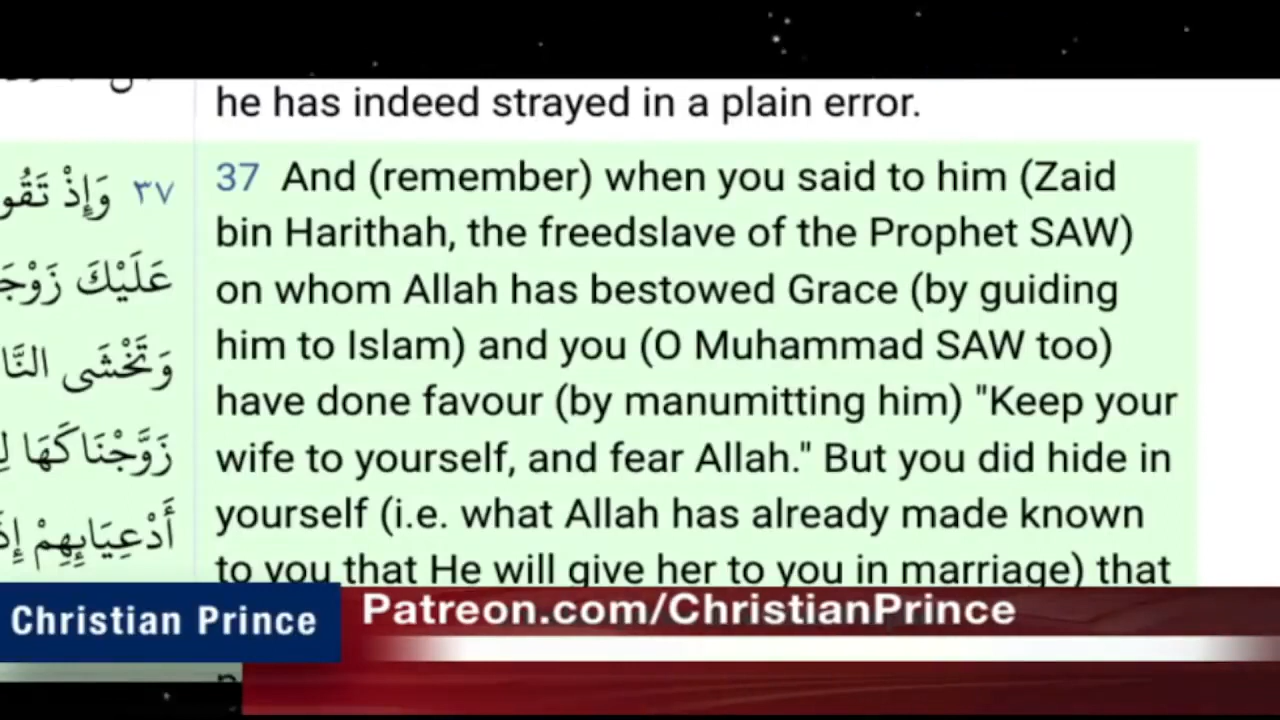 he has indeed strayed in a plain error.
37 And (remember) when you said to him (Zaid
bin Harithah, the freedslave of the Prophet SAW)
on whom Allah has bestowed Grace (by guiding
him to Islam) and you (O Muhammad SAW too)
have done favour (by manumitting him) "Keep your
wife to yourself, and fear Allah." But you did hide in
yourself (i.e. what Allah has already made known
to you that He will give her to you in marriage) that
٣٧ وَإِذْ
عَلَيْكَ
وَتَخْشَى
زَوَّجْنَاكَهَا
أَدْعِيَايِهِمْ
Christian Prince
Patreon.com/ChristianPrince